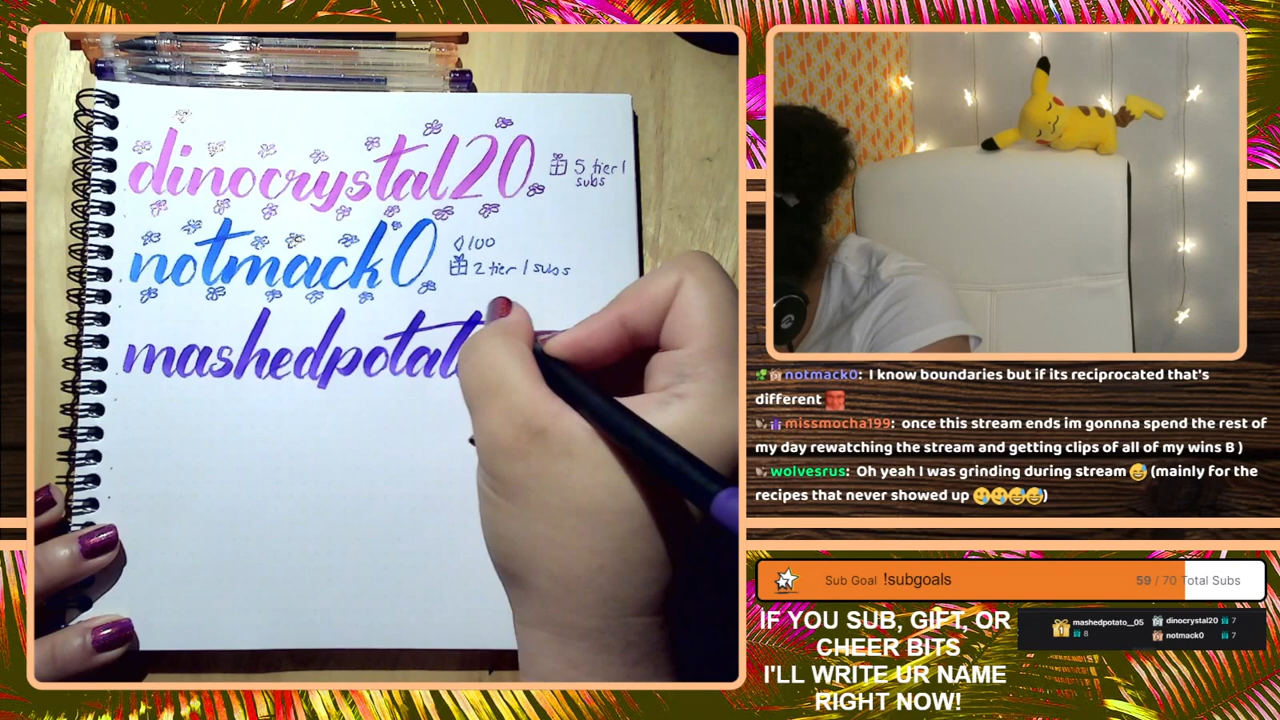 dinocrystal20
5 tier 1
subs
notmack0
100
2 tier 1 subs
mashedpotat
notmack0: I know boundaries but if its reciprocated that's
different
missmocha199: once this stream ends im gonnna spend the rest of
my day rewatching the stream and getting clips of all of my wins B )
wolvesrus: Oh yeah I was grinding during stream (mainly for the
recipes that never showed up )
Sub Goal !subgoals 59 / 70 Total Subs
IF YOU SUB, GIFT, OR
CHEER BITS
I'LL WRITE UR NAME
RIGHT NOW!
1 mashedpotato__05 8
dinocrystal20 7
notmack0 7